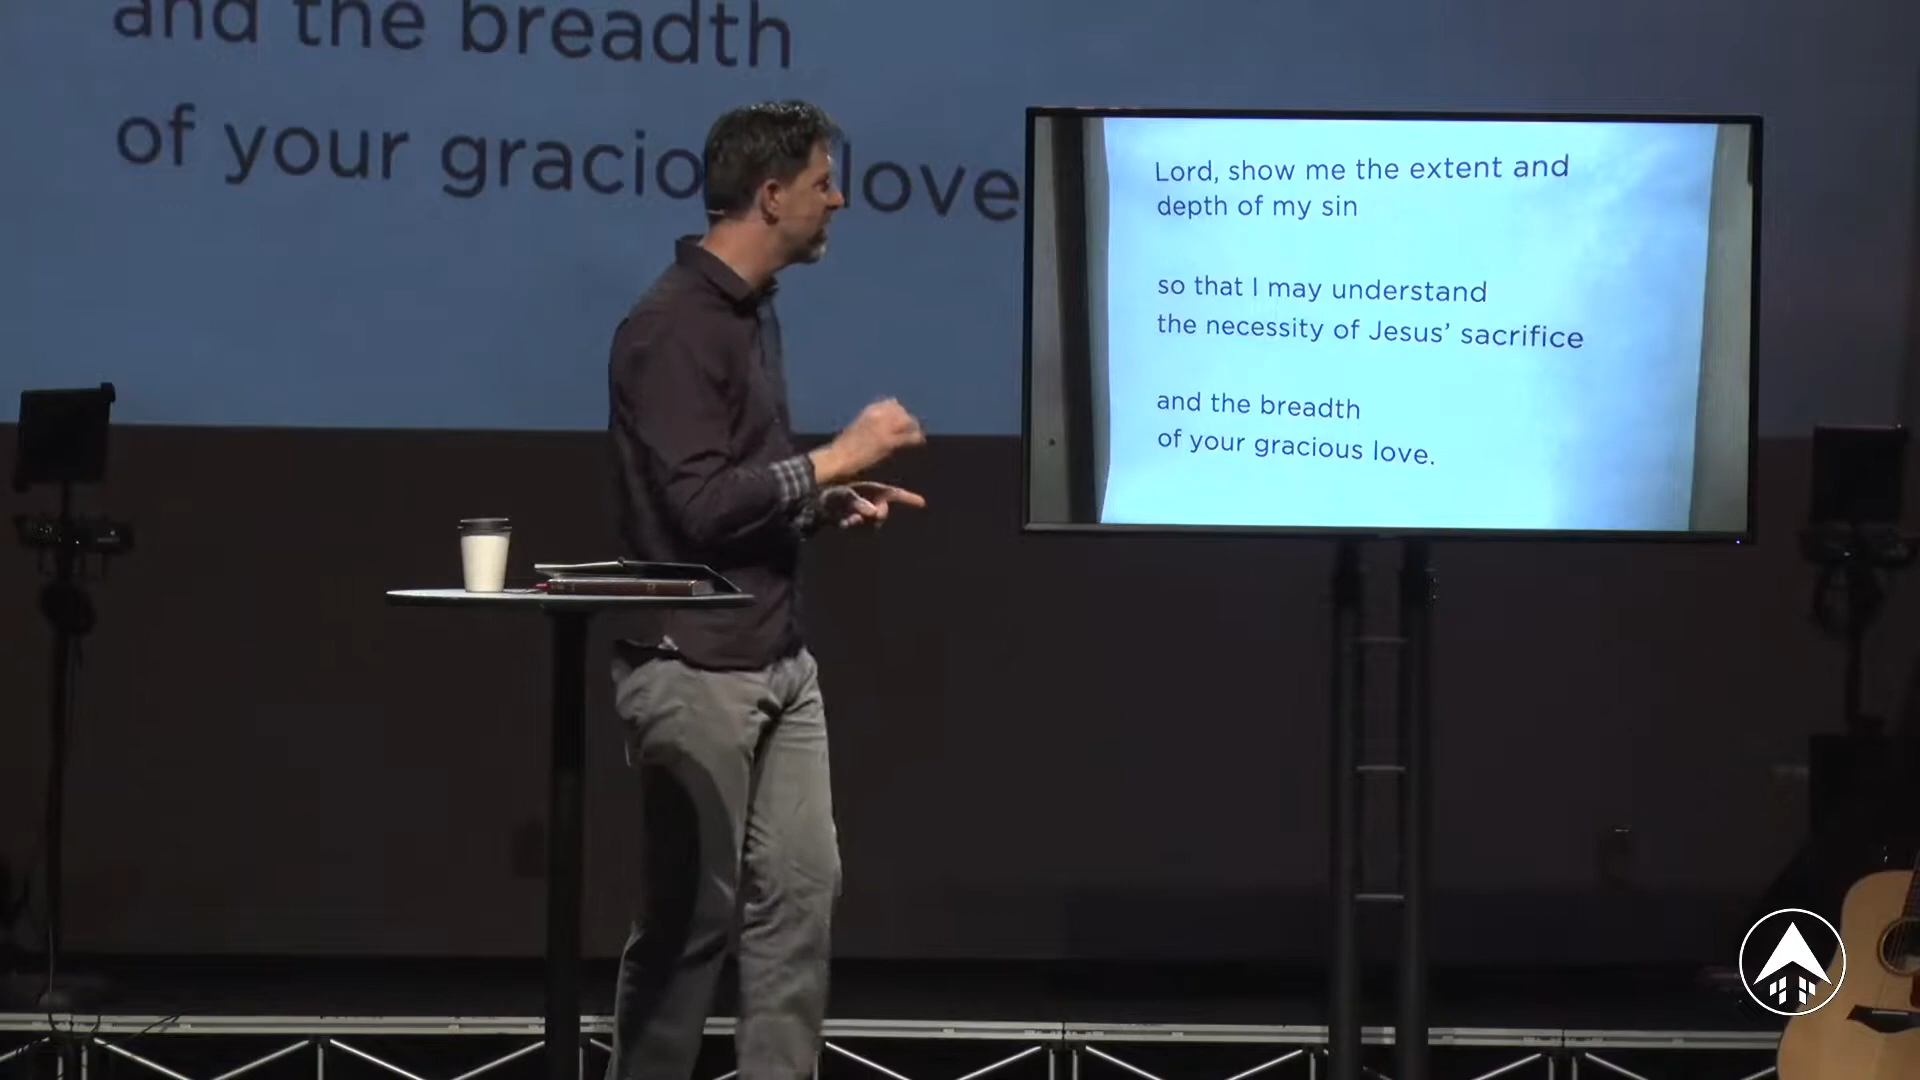 and the breadth
of your gracio love
Lord, show me the extent and
depth of my sin
so that I may understand
the necessity of Jesus’ sacrifice
and the breadth
of your gracious love.